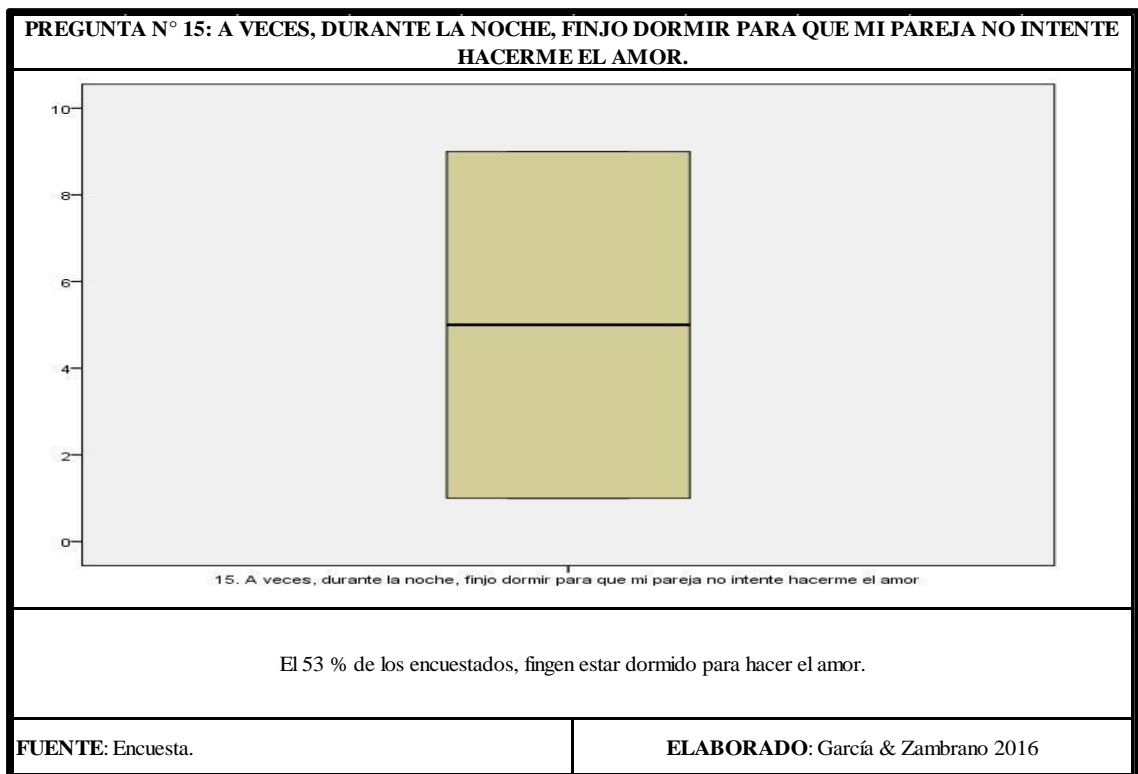 PREGUNTA N° 15: A VECES, DURANTE LA NOCHE, FINJO DORMIR PARA QUE MI PAREJA NO INTENTE
HACERME EL AMOR.
10
8
6
4
2
0
15. A veces, durante la noche, finjo dormir para que mi pareja no intente hacerme el amor
El 53 % de los encuestados, fingen estar dormido para hacer el amor.
FUENTE: Encuesta.
ELABORADO: García & Zambrano 2016